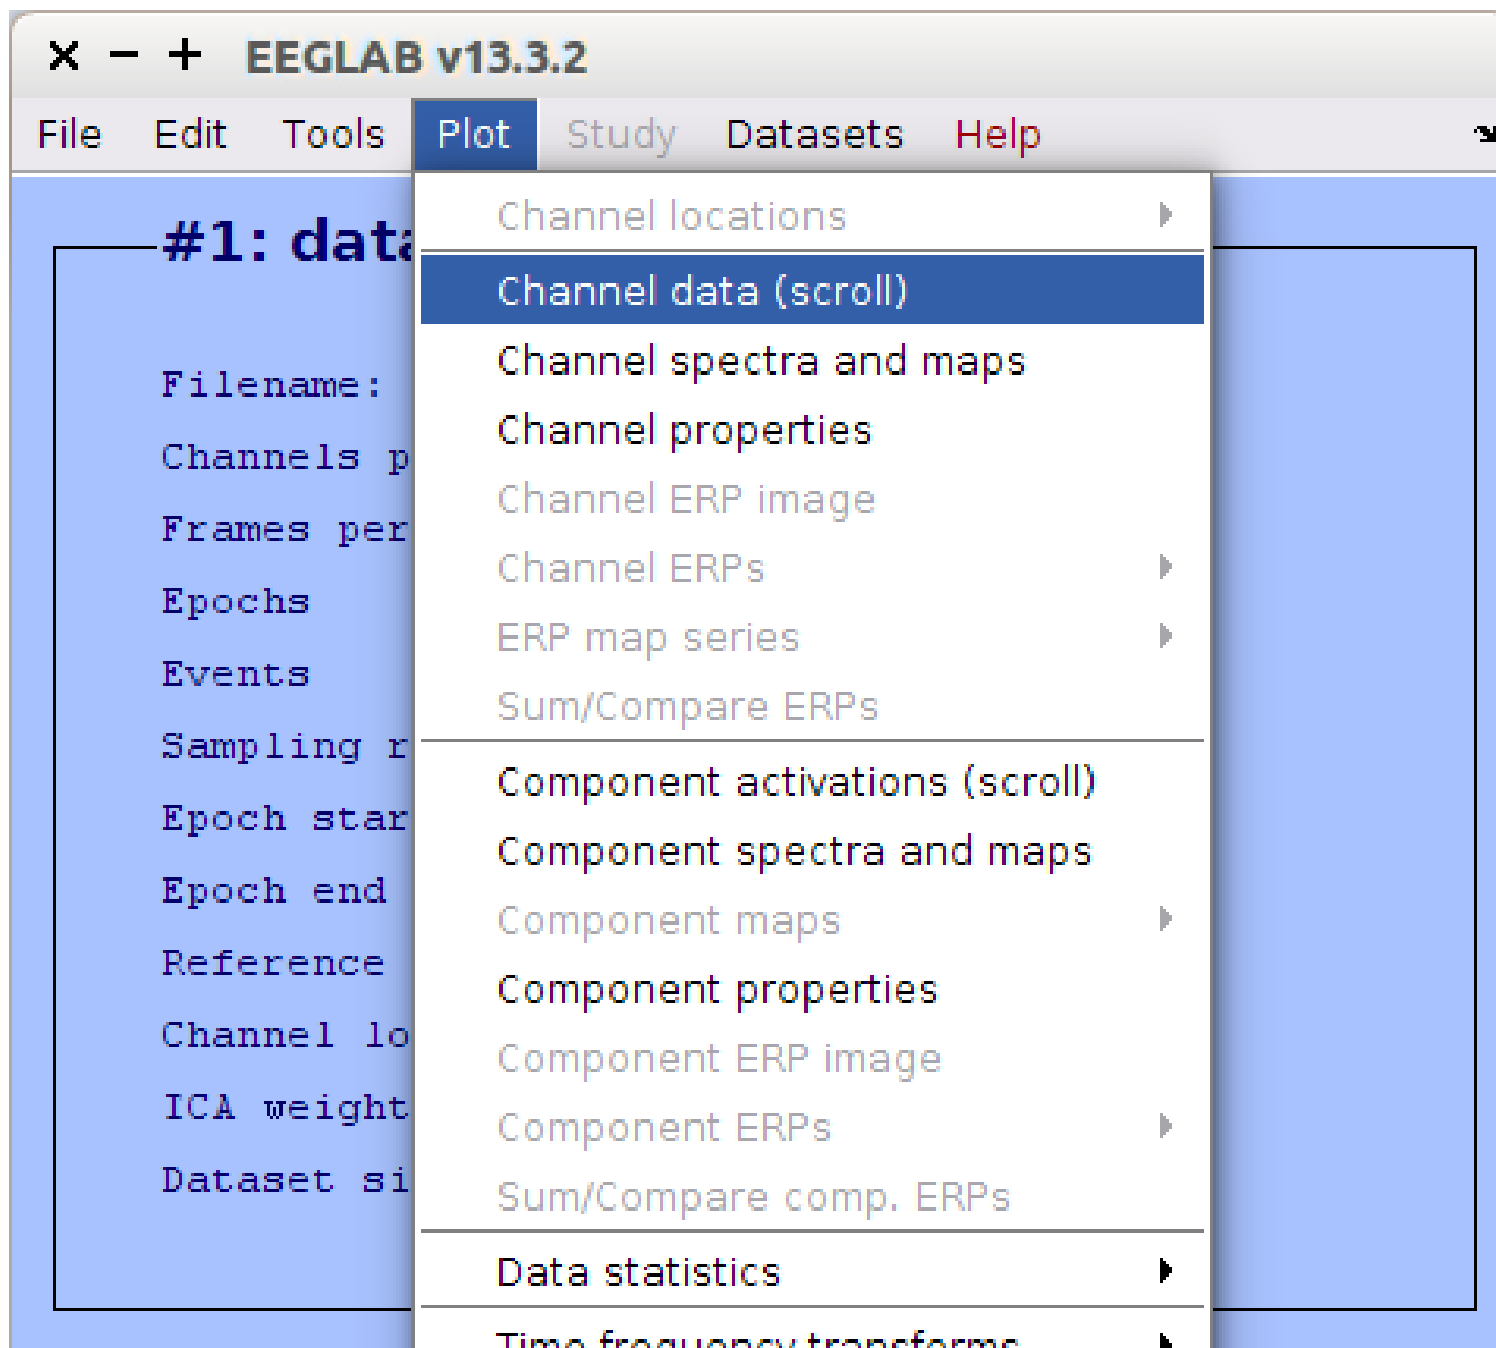 EEGLAB v13.3.2
File Edit Tools Plot Study Datasets Help
#1: data
Channel locations
Channel data (scroll)
Channel spectra and maps
Filename:
Channel properties
Channels p
Channel ERP image
Frames per
Channel ERPs
Epochs
ERP map series
Events
Sum/Compare ERPs
Sampling r
Component activations (scroll)
Epoch star
Component spectra and maps
Epoch end
Component maps
Reference
Component properties
Channel lo
Component ERP image
ICA weight
Component ERPs
Dataset si
Sum/Compare comp. ERPs
Data statistics
Time frequency transforms